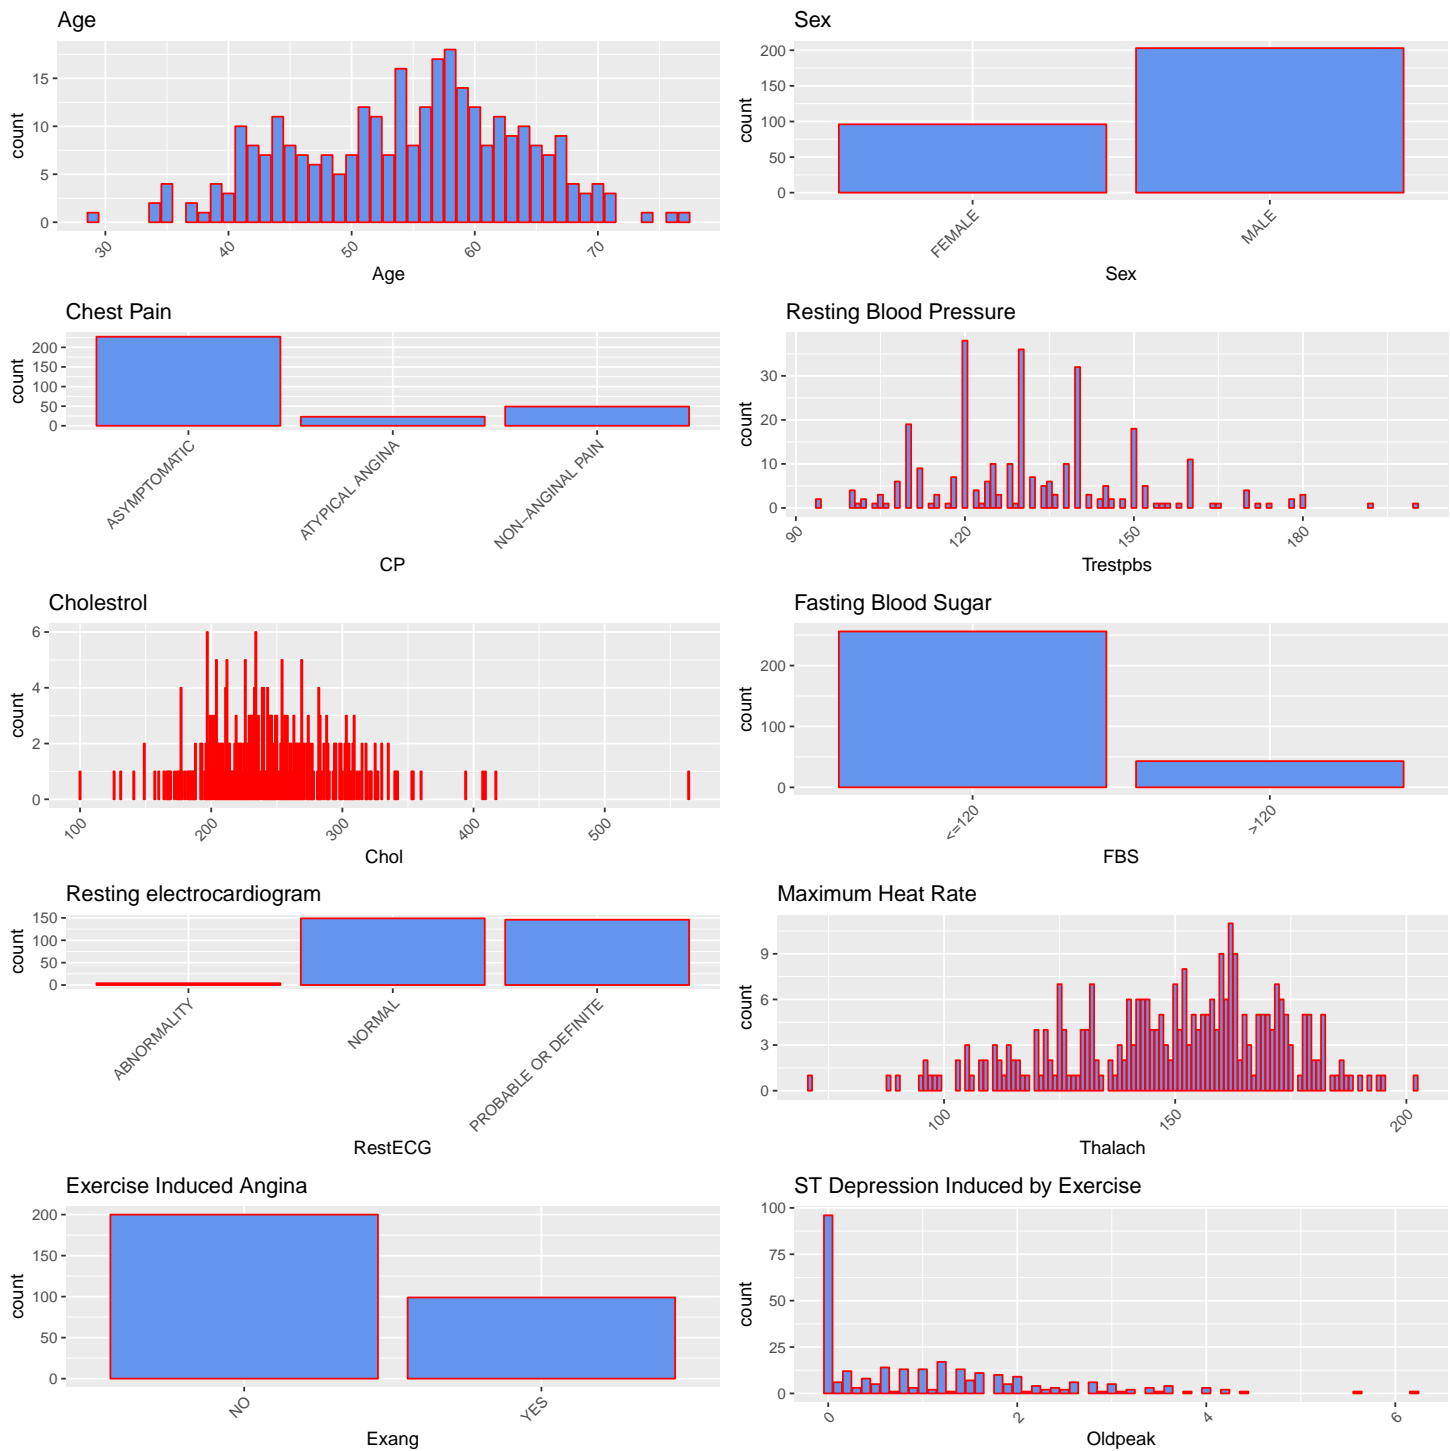 Age
count
15
10
5
0
30
40
50
60
70
Age
Sex
count
200
150
100
50
0
FEMALE
MALE
Sex
Chest Pain
count
200
150
100
50
0
ASYMPTOMATIC
ATYPICAL ANGINA
NON-ANGINAL PAIN
CP
Resting Blood Pressure
count
30
20
10
0
90
120
150
180
Trestpbs
Cholestrol
count
6
4
2
0
100
200
300
400
500
Chol
Fasting Blood Sugar
count
200
100
0
<=120
>120
FBS
Resting electrocardiogram
count
150
100
50
0
ABNORMALITY
NORMAL
PROBABLE OR DEFINITE
RestECG
Maximum Heat Rate
count
9
6
3
0
100
150
200
Thalach
Exercise Induced Angina
count
200
150
100
50
0
NO
YES
Exang
ST Depression Induced by Exercise
count
100
75
50
25
0
0
2
4
6
Oldpeak